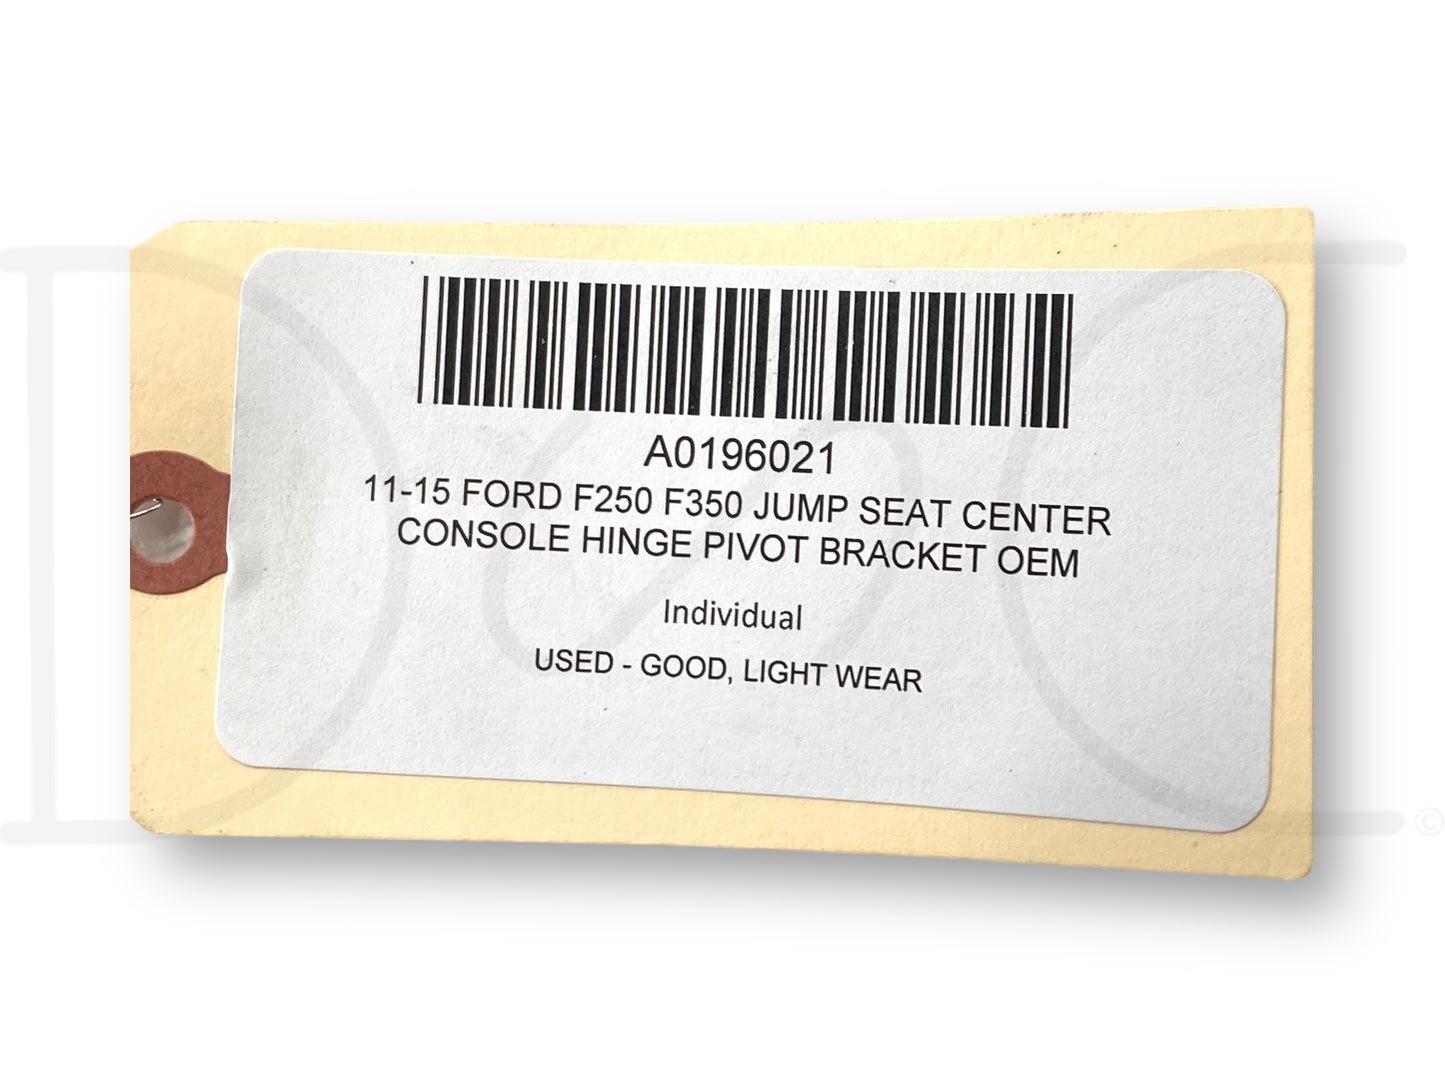 A0196021
11-15 FORD F250 F350 JUMP SEAT CENTER
CONSOLE HINGE PIVOT BRACKET OEM
Individual
USED - GOOD, LIGHT WEAR
©